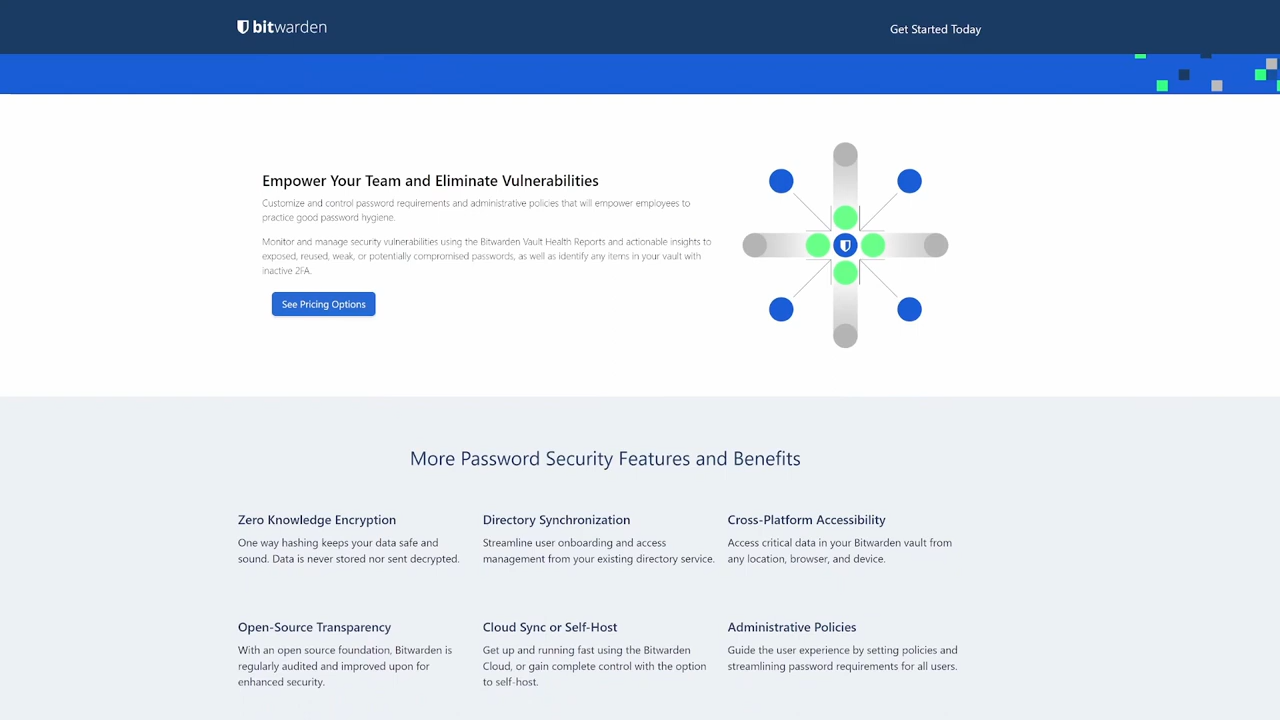 bitwarden
Get Started Today
Empower Your Team and Eliminate Vulnerabilities
Customize and control password requirements and administrative policies that will empower employees to
practice good password hygiene.
Monitor and manage security vulnerabilities using the Bitwarden Vault Health Reports and actionable insights to
exposed, reused, weak, or potentially compromised passwords, as well as identify any items in your vault with
inactive 2FA.
See Pricing Options
More Password Security Features and Benefits
Zero Knowledge Encryption
One way hashing keeps your data safe and
sound. Data is never stored nor sent decrypted.
Directory Synchronization
Streamline user onboarding and access
management from your existing directory service.
Cross-Platform Accessibility
Access critical data in your Bitwarden vault from
any location, browser, and device.
Open-Source Transparency
With an open source foundation, Bitwarden is
regularly audited and improved upon for
enhanced security.
Cloud Sync or Self-Host
Get up and running fast using the Bitwarden
Cloud, or gain complete control with the option
to self-host.
Administrative Policies
Guide the user experience by setting policies and
streamlining password requirements for all users.